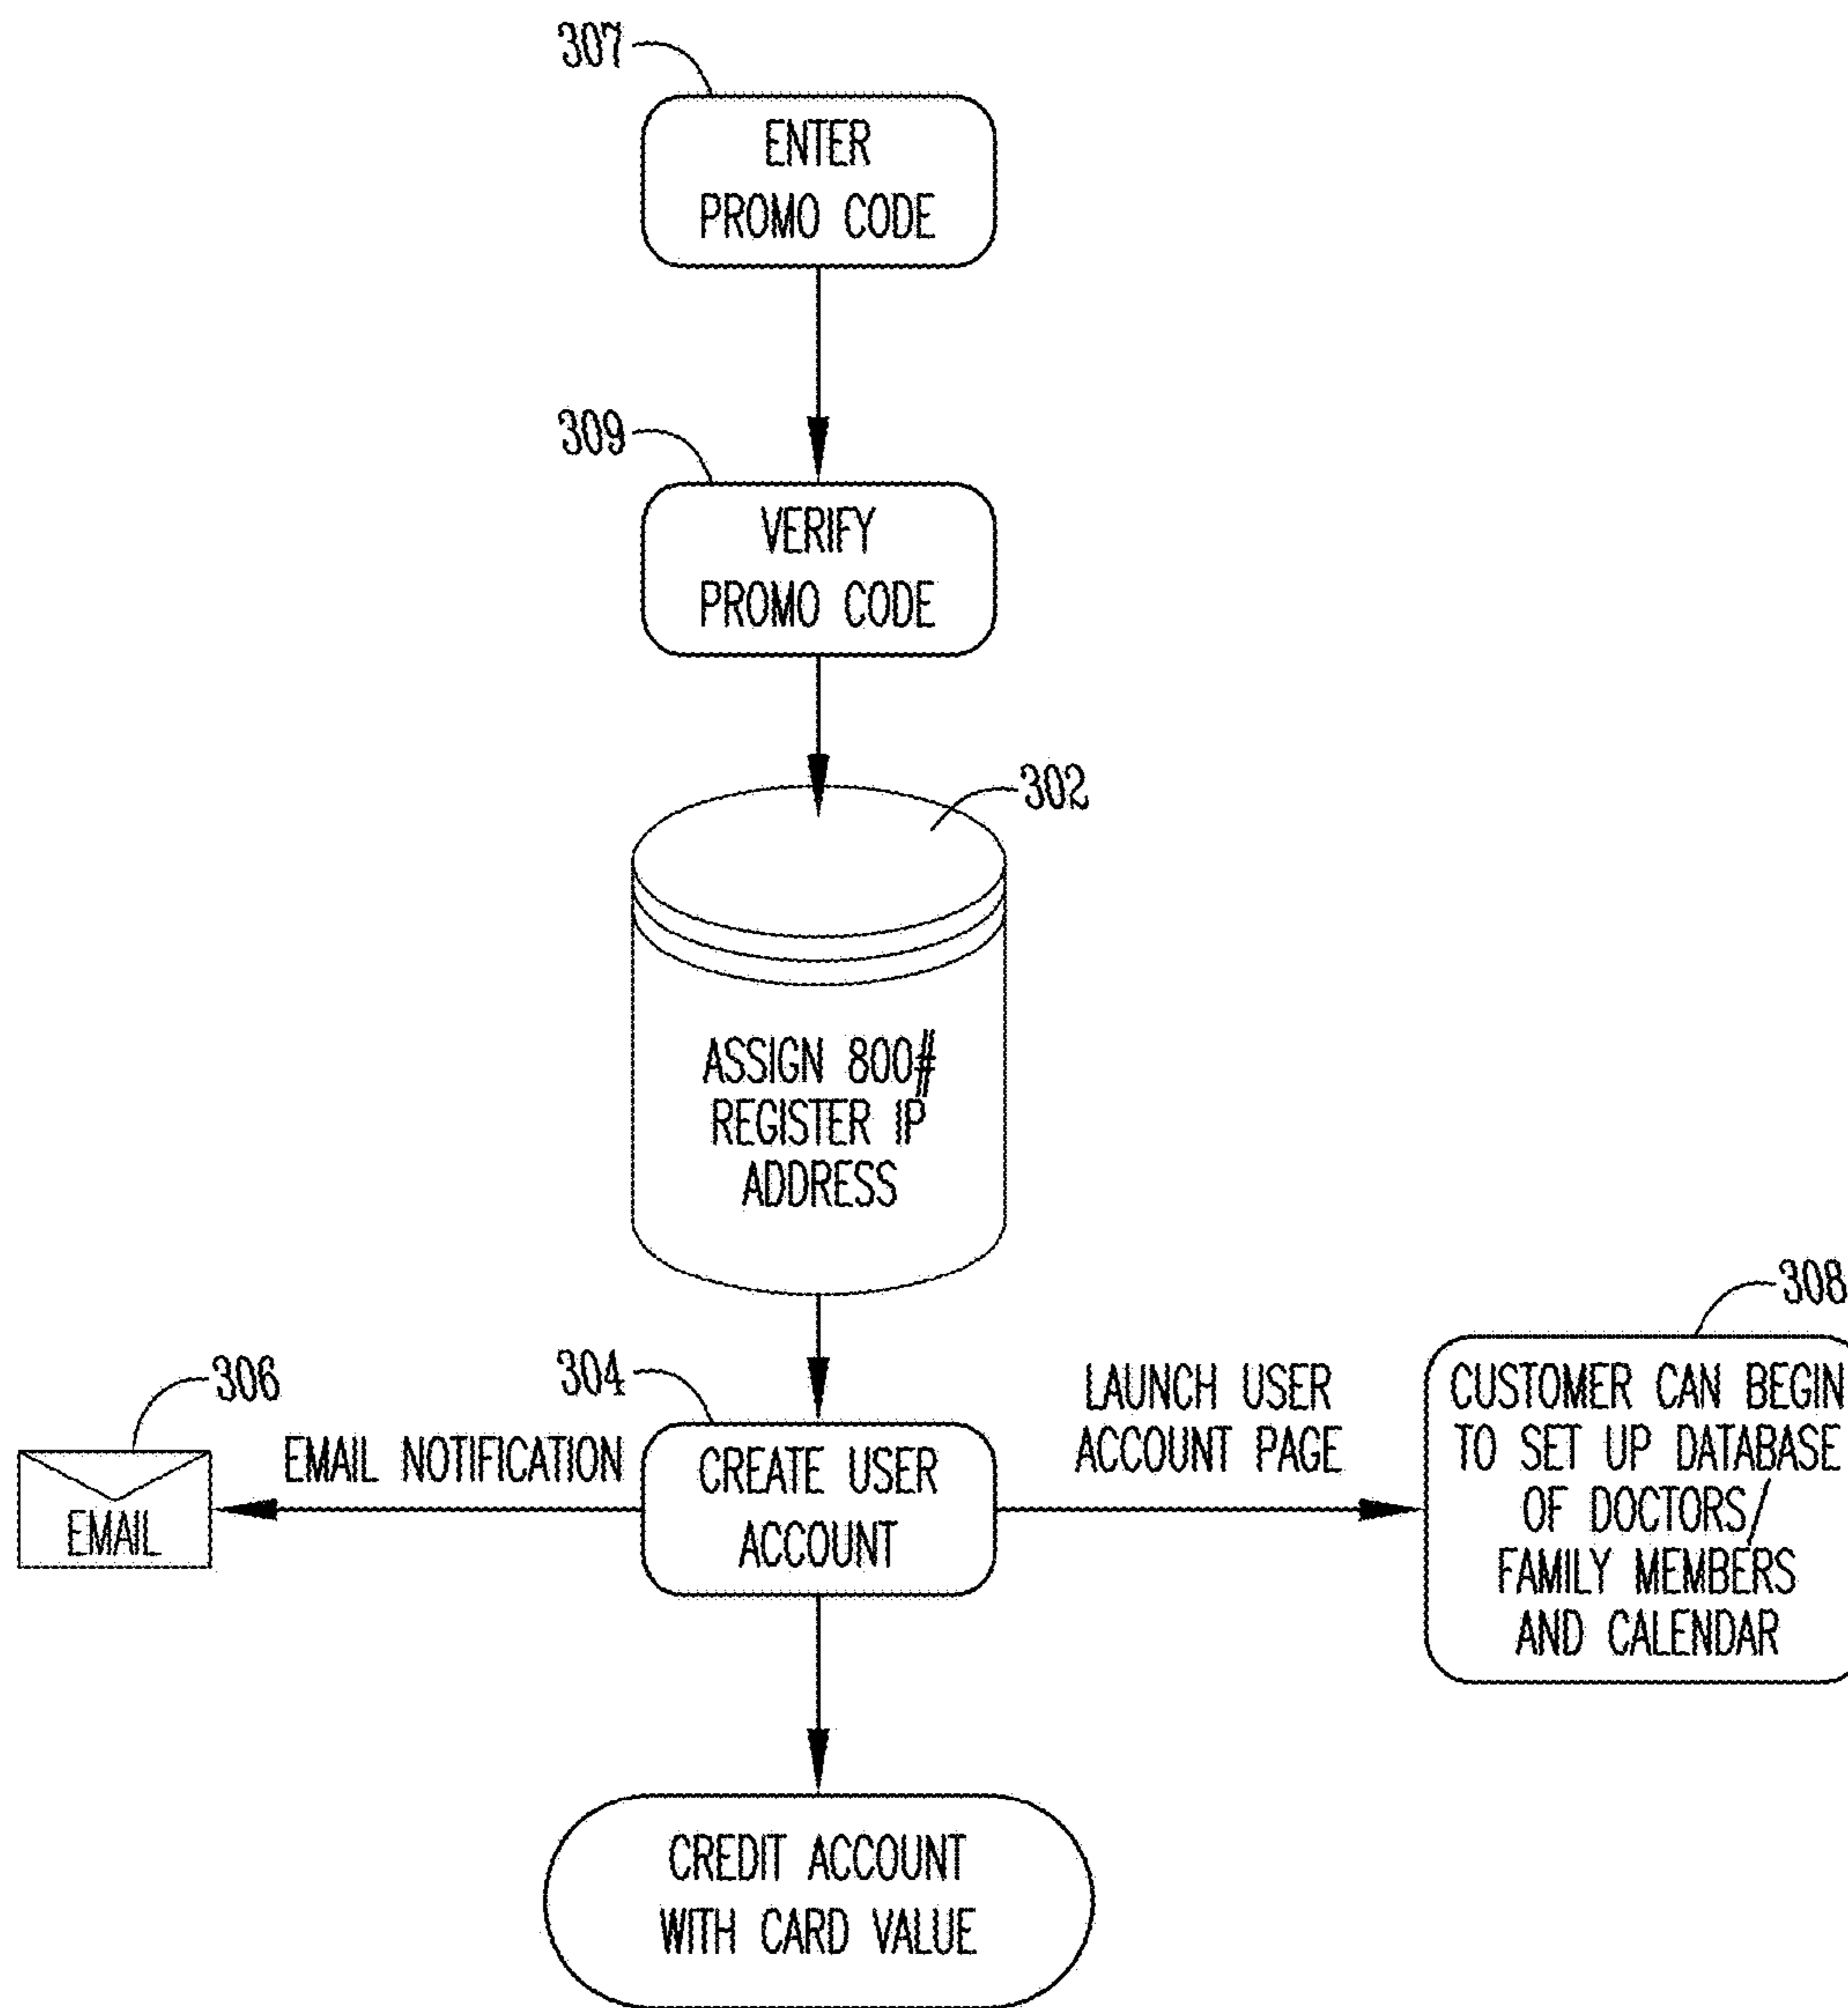 307
ENTER
PROMO CODE
309
VERIFY
PROMO CODE
302
ASSIGN 800#
REGISTER IP
ADDRESS
308
306
304
LAUNCH USER
ACCOUNT PAGE
CUSTOMER CAN BEGIN
TO SET UP DATABASE
OF DOCTORS/
FAMILY MEMBERS
AND CALENDAR
EMAIL NOTIFICATION
CREATE USER
ACCOUNT
EMAIL
CREDIT ACCOUNT
WITH CARD VALUE